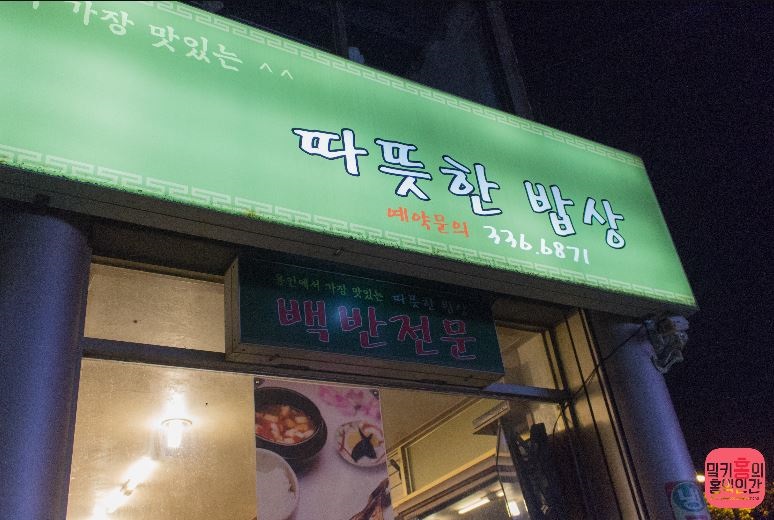 가장 맛있는 ^^
따뜻한 밥상
예약문의 336.6871
용인에서 가장 맛있는 따뜻한 밥상
백반전문